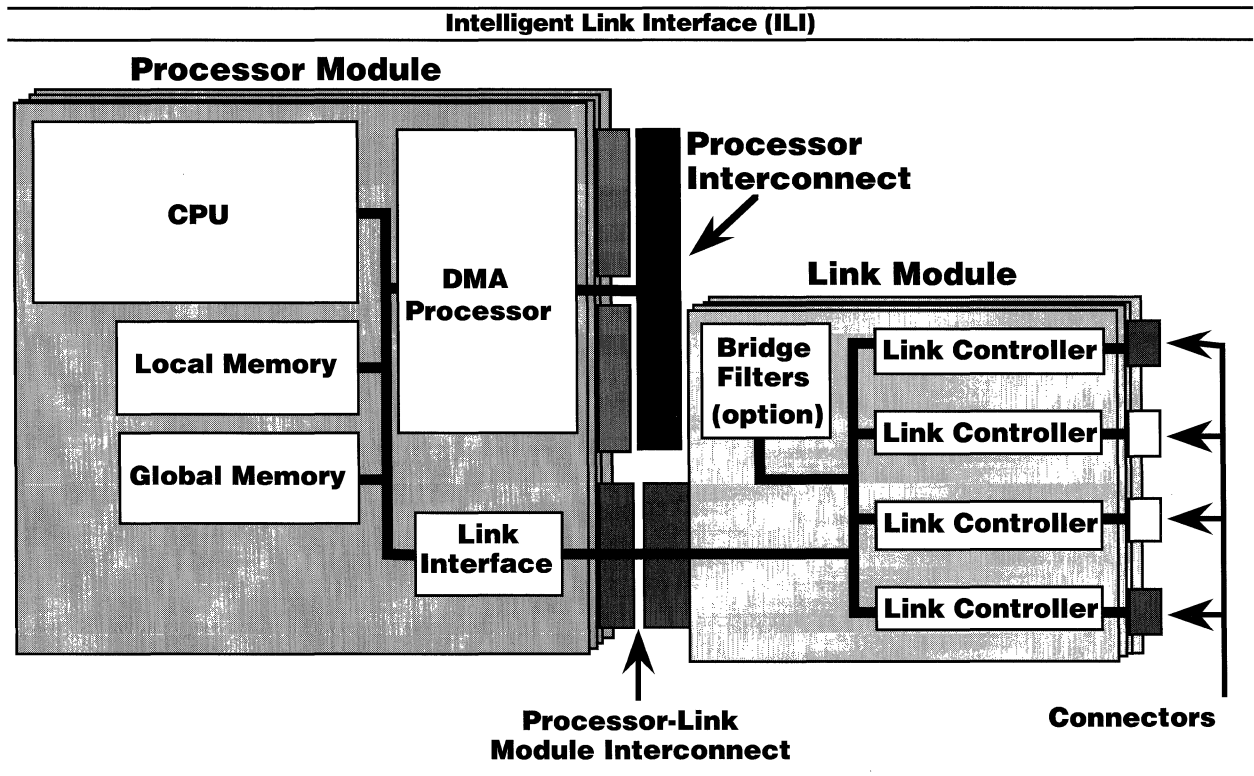 Intelligent Link Interface (ILI)
Processor Module
CPU
DMA
Processor
Local Memory
Global Memory
Link
Interface
Processor
Interconnect
Link Module
Bridge
Filters
(option)
Link Controller
Link Controller
Link Controller
Link Controller
Connectors
Processor-Link
Module Interconnect